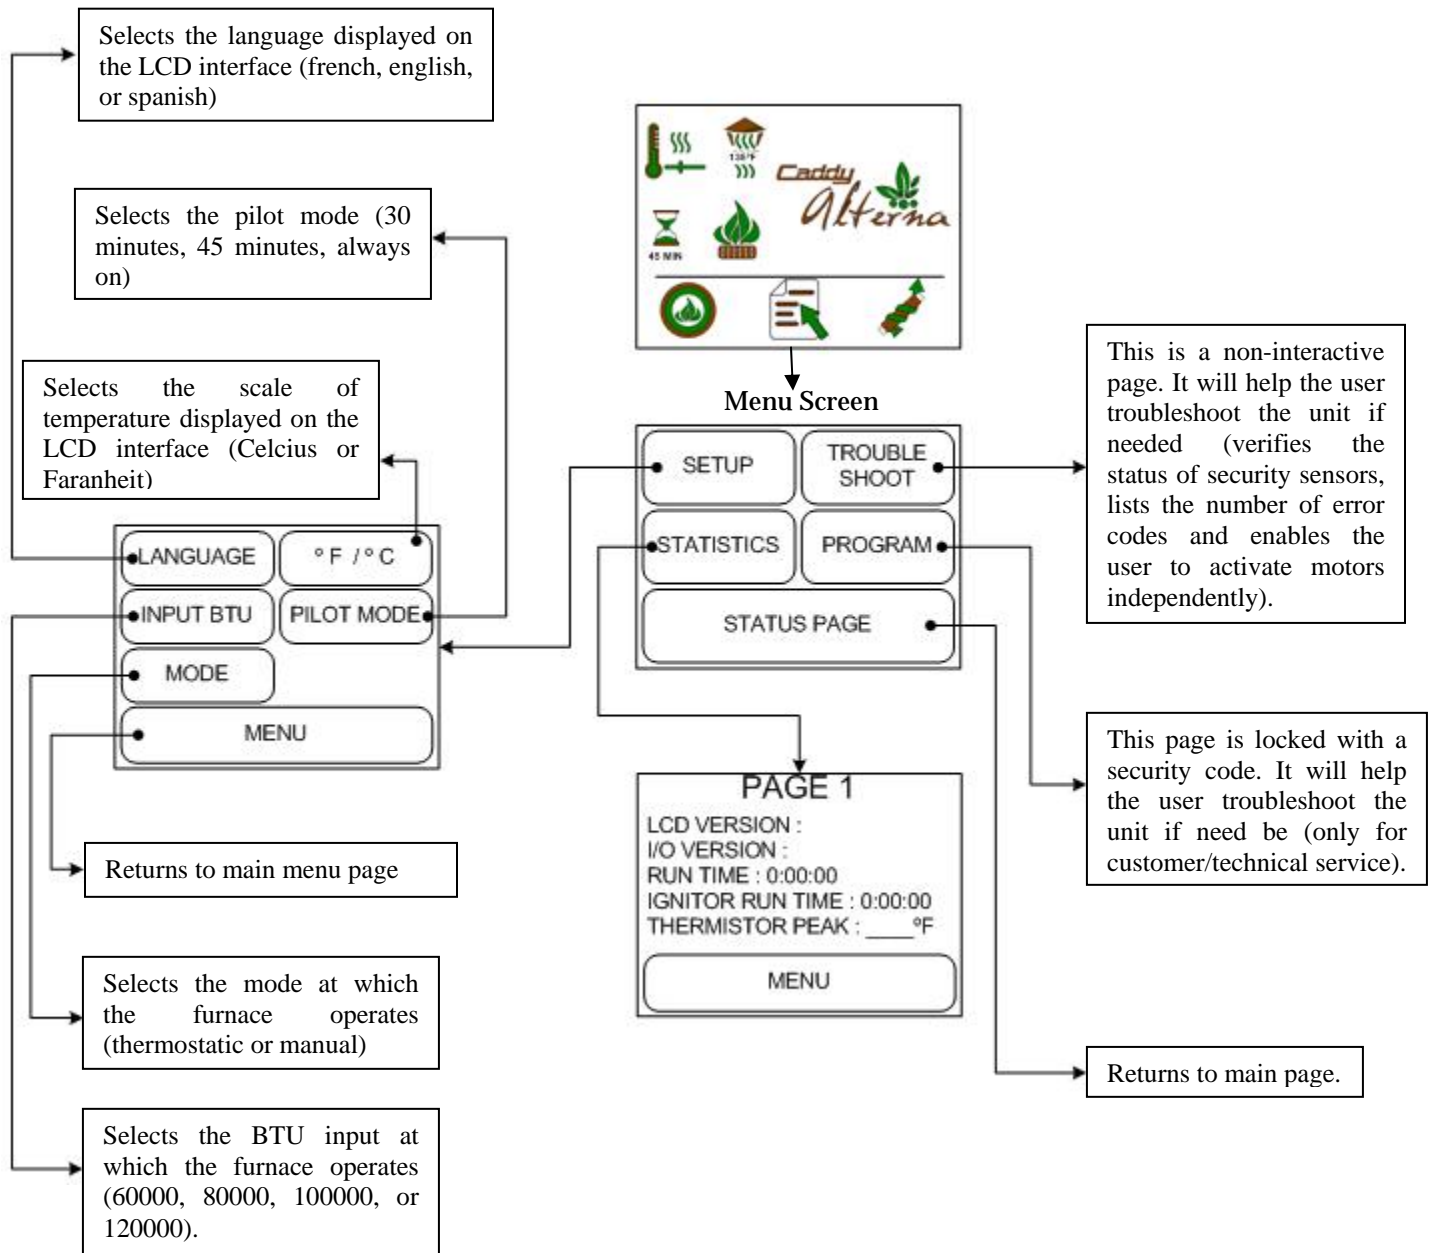 Selects the language displayed on
the LCD interface (french, english,
or spanish)
Selects the pilot mode (30
minutes, 45 minutes, always
on)
Selects the scale of
temperature displayed on the
LCD interface (Celcius or
Faranheit)
LANGUAGE
° F / ° C
INPUT BTU
PILOT MODE
MODE
MENU
Returns to main menu page
Selects the mode at which
the furnace operates
(thermostatic or manual)
Selects the BTU input at
which the furnace operates
(60000, 80000, 100000, or
120000).
Caddy
Alterna
45 MIN
Menu Screen
SETUP
TROUBLE
SHOOT
STATISTICS
PROGRAM
STATUS PAGE
PAGE 1
LCD VERSION :
I/O VERSION :
RUN TIME : 0:00:00
IGNITOR RUN TIME : 0:00:00
THERMISTOR PEAK : ____ºF
MENU
This is a non-interactive
page. It will help the user
troubleshoot the unit if
needed (verifies the
status of security sensors,
lists the number of error
codes and enables the
user to activate motors
independently).
This page is locked with a
security code. It will help
the user troubleshoot the
unit if need be (only for
customer/technical service).
Returns to main page.